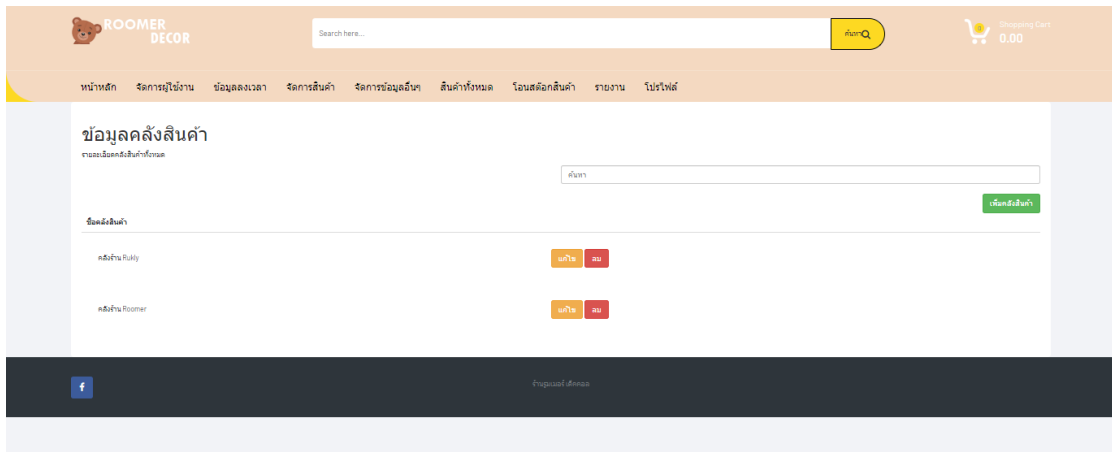 ROOMER
DECOR
Search here...
ค้นหา
0
Shopping Cart
0.00
หน้าหลัก จัดการผู้ใช้งาน ข้อมูลลงเวลา จัดการสินค้า จัดการข้อมูลอื่นๆ สินค้าทั้งหมด โอนสต๊อกสินค้า รายงาน โปรไฟล์
ข้อมูลคลังสินค้า
รายละเอียดคลังสินค้าทั้งหมด
ค้นหา
เพิ่มคลังสินค้า
ชื่อคลังสินค้า
คลังร้าน Rukly แก้ไข ลบ
คลังร้าน Roomer แก้ไข ลบ
f
ร้านรูมเมอร์ เด็คคอล